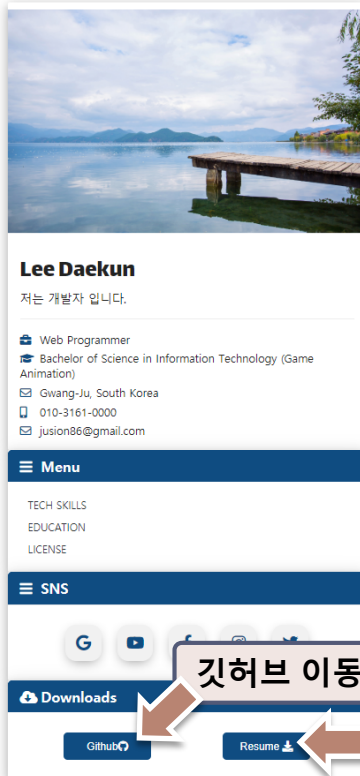 Lee Daekun
저는 개발자 입니다.
Web Programmer
Bachelor of Science in Information Technology (Game
Animation)
Gwang-Ju, South Korea
010-3161-0000
jusion86@gmail.com
Menu
TECH SKILLS
EDUCATION
LICENSE
SNS
깃허브 이동
Downloads
Github
Resume